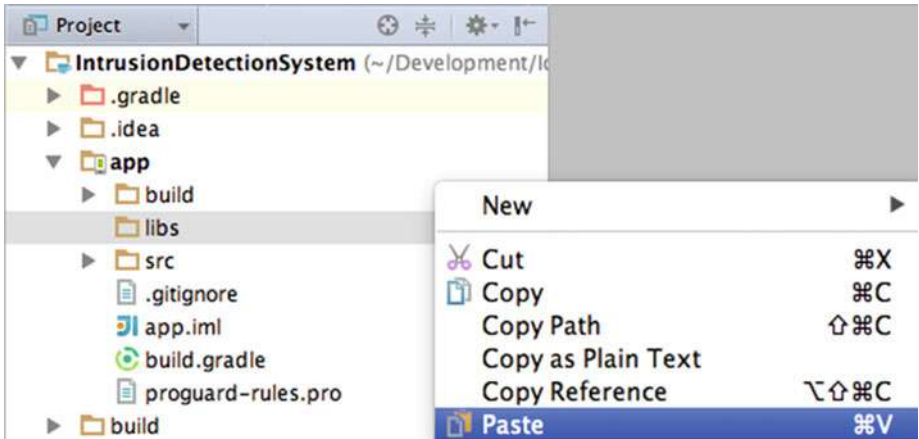 Project
IntrusionDetectionSystem (~/Development/I
.gradle
.idea
app
build
libs
src
.gitignore
app.iml
build.gradle
proguard-rules.pro
build
New
Cut ⌘X
Copy ⌘C
Copy Path ⇧⌘C
Copy as Plain Text
Copy Reference ⌥⇧⌘C
Paste ⌘V